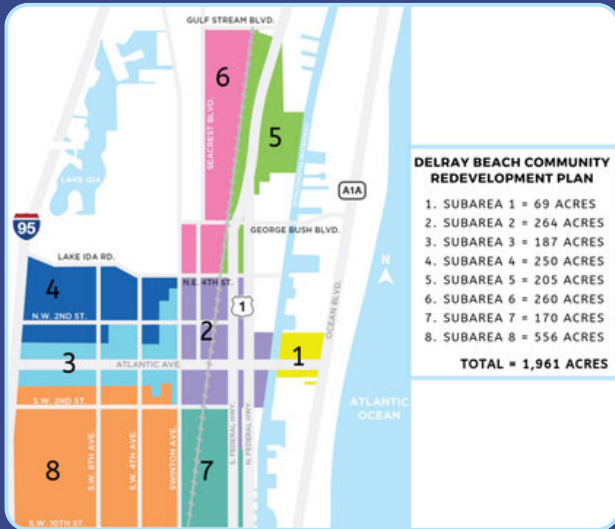 GULF STREAM BLVD.
6
SEACREST BLVD.
5
LAKE IDA
A1A
95
GEORGE BUSH BLVD.
LAKE IDA RD.
N
4
N.E. 4TH ST.
1
OCEAN BLVD.
N.W. 2ND ST.
2
3
ATLANTIC AVE.
1
S.W. 2ND ST.
ATLANTIC
OCEAN
S.W. 8TH AVE.
S.W. 4TH AVE.
SWINTON AVE.
S. FEDERAL HWY.
N. FEDERAL HWY.
8
7
S.W. 10TH ST.
DELRAY BEACH COMMUNITY
REDEVELOPMENT PLAN
1. SUBAREA 1 = 69 ACRES
2. SUBAREA 2 = 264 ACRES
3. SUBAREA 3 = 187 ACRES
4. SUBAREA 4 = 250 ACRES
5. SUBAREA 5 = 205 ACRES
6. SUBAREA 6 = 260 ACRES
7. SUBAREA 7 = 170 ACRES
8. SUBAREA 8 = 556 ACRES
TOTAL = 1,961 ACRES